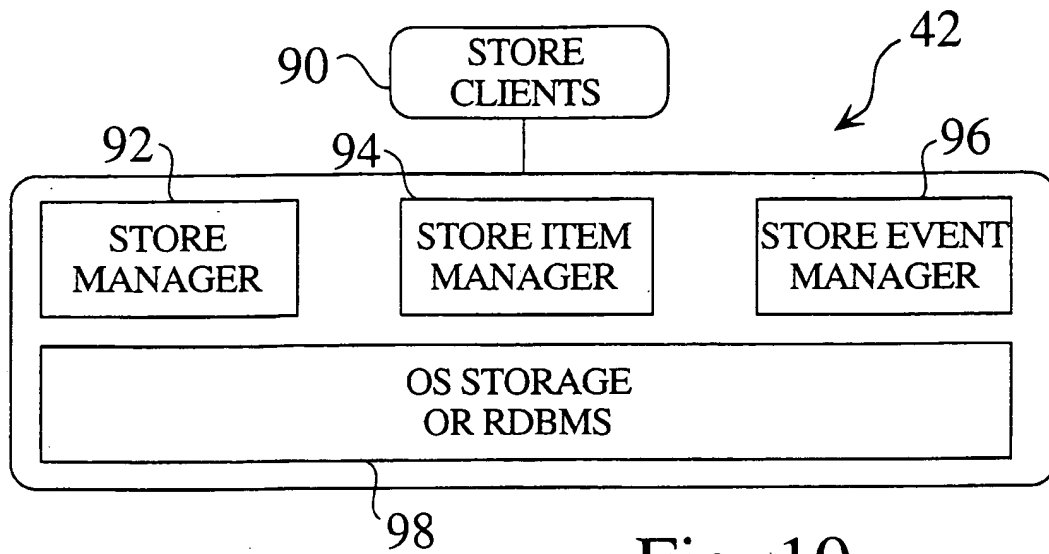 42
90
STORE
CLIENTS
92
94
96
STORE
MANAGER
STORE ITEM
MANAGER
STORE EVENT
MANAGER
OS STORAGE
OR RDBMS
98
Fig. 10